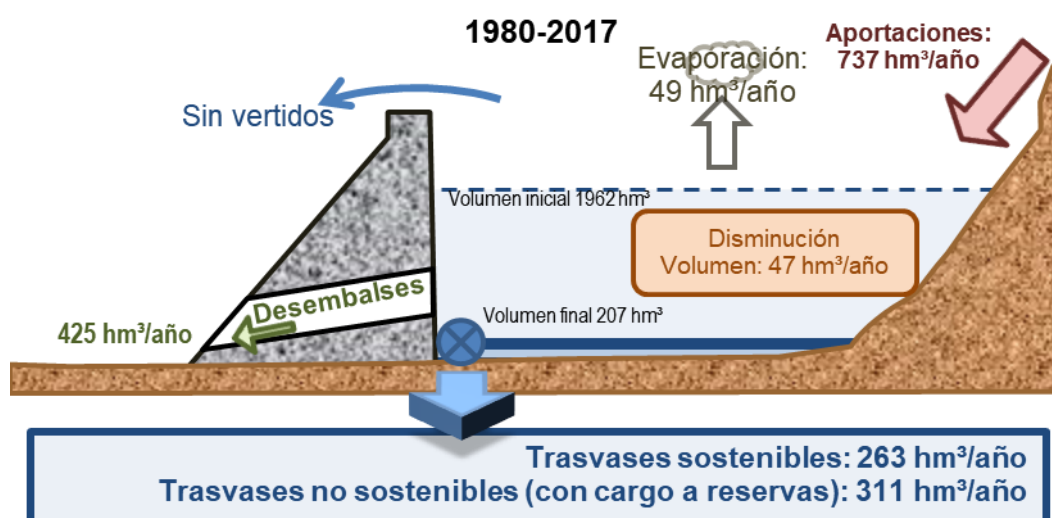 1980-2017
Aportaciones:
737 hm³/año
Evaporación:
49 hm³/año
Sin vertidos
Volumen inicial 1962 hm³
Disminución
Volumen: 47 hm³/año
Desembalses
425 hm³/año
Volumen final 207 hm³
Trasvases sostenibles: 263 hm³/año
Trasvases no sostenibles (con cargo a reservas): 311 hm³/año